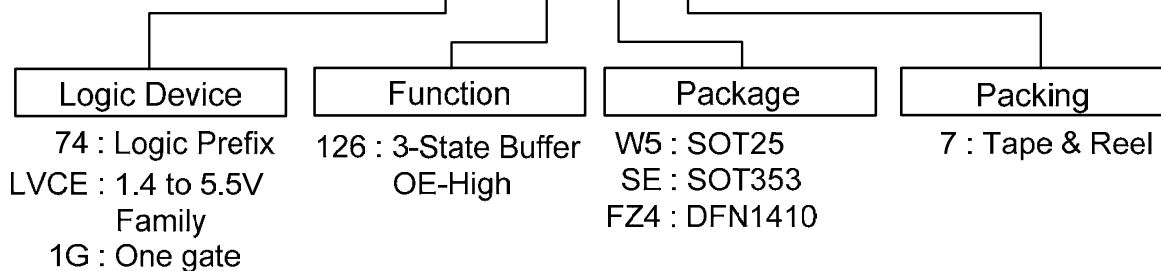 Logic Device
74 : Logic Prefix
LVCE : 1.4 to 5.5V
Family
1G : One gate
Function
126 : 3-State Buffer
OE-High
Package
W5 : SOT25
SE : SOT353
FZ4 : DFN1410
Packing
7 : Tape & Reel